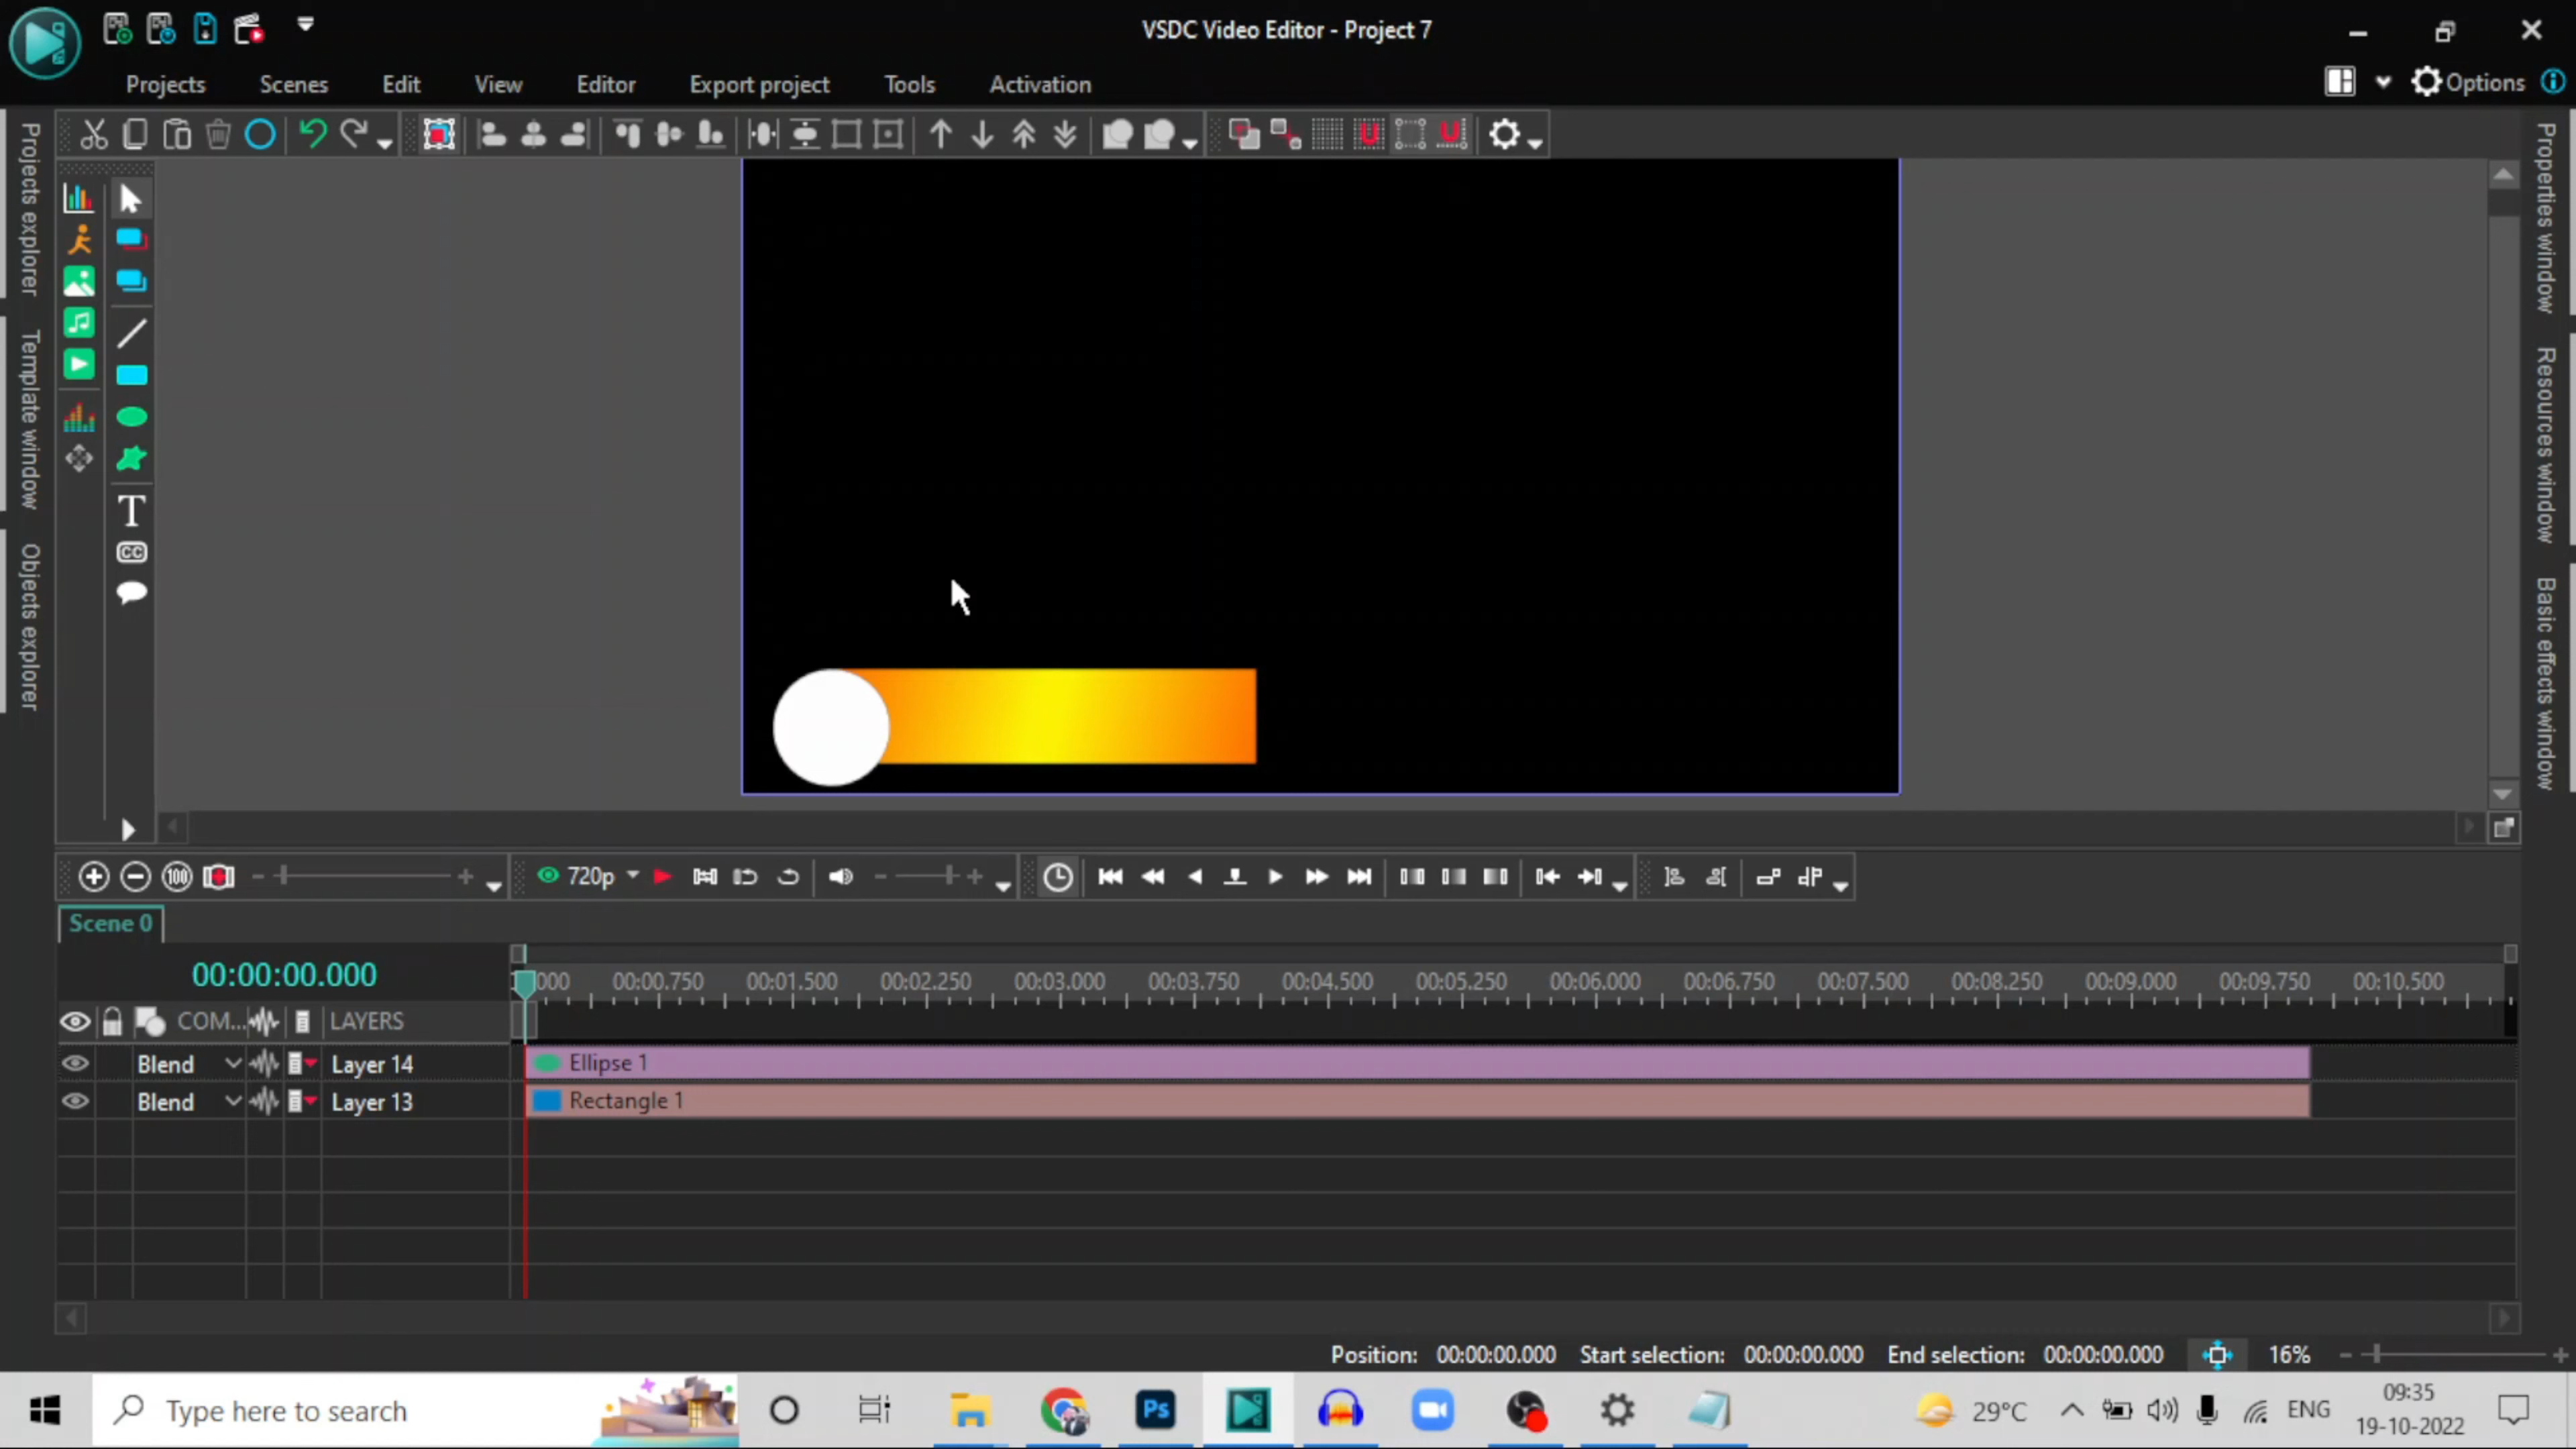 VSDC Video Editor - Project 7
Projects Scenes Edit View Editor Export project Tools Activation
Options
Projects explorer
Template window
Objects explorer
T
CC
Properties window
Resources window
Basic effects window
100
720p
Scene 0
00:00:00.000
000 00:00.750 00:01.500 00:02.250 00:03.000 00:03.750 00:04.500 00:05.250 00:06.000 00:06.750 00:07.500 00:08.250 00:09.000 00:09.750 00:10.500
COM... LAYERS
Blend Layer 14 Ellipse 1
Blend Layer 13 Rectangle 1
Position: 00:00:00.000 Start selection: 00:00:00.000 End selection: 00:00:00.000 16%
Type here to search
Ps
29°C
ENG
09:35
19-10-2022